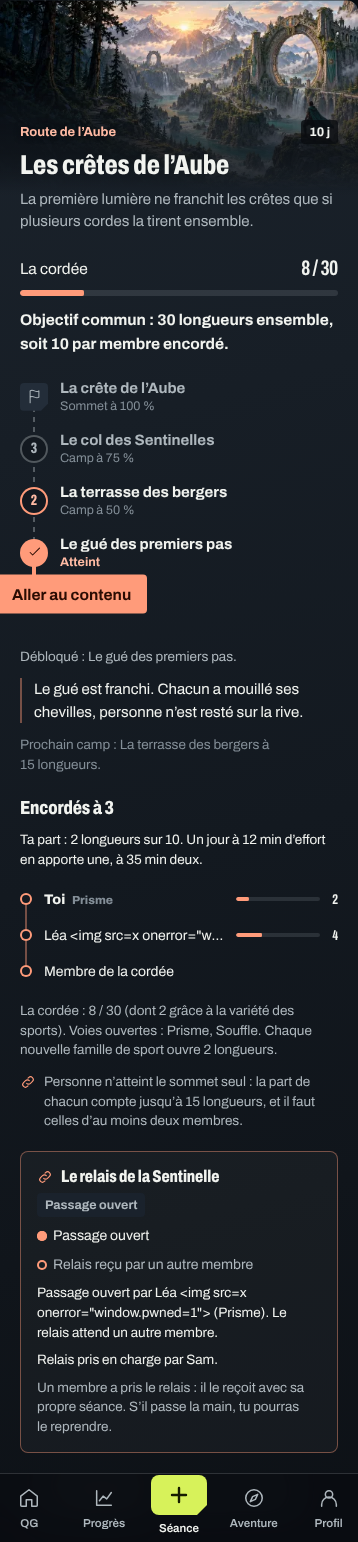 Route de l'Aube
10 j
Les crêtes de l'Aube
La première lumière ne franchit les crêtes que si
plusieurs cordes la tirent ensemble.
La cordée
8 / 30
Objectif commun : 30 longueurs ensemble,
soit 10 par membre encordé.
La crête de l'Aube
Sommet à 100 %
3
Le col des Sentinelles
Camp à 75 %
2
La terrasse des bergers
Camp à 50 %
Le gué des premiers pas
Atteint
Aller au contenu
Débloqué : Le gué des premiers pas.
Le gué est franchi. Chacun a mouillé ses
chevilles, personne n'est resté sur la rive.
Prochain camp : La terrasse des bergers à
15 longueurs.
Encordés à 3
Ta part : 2 longueurs sur 10. Un jour à 12 min d'effort
en apporte une, à 35 min deux.
Toi Prisme
2
Léa <img src=x onerror="w...
4
Membre de la cordée
La cordée : 8 / 30 (dont 2 grâce à la variété des
sports). Voies ouvertes : Prisme, Souffle. Chaque
nouvelle famille de sport ouvre 2 longueurs.
Personne n'atteint le sommet seul : la part de
chacun compte jusqu'à 15 longueurs, et il faut
celles d'au moins deux membres.
Le relais de la Sentinelle
Passage ouvert
Passage ouvert
Relais reçu par un autre membre
Passage ouvert par Léa <img src=x
onerror="window.pwned=1"> (Prisme). Le
relais attend un autre membre.
Relais pris en charge par Sam.
Un membre a pris le relais : il le reçoit avec sa
propre séance. S'il passe la main, tu pourras
le reprendre.
QG
Progrès
Séance
Aventure
Profil